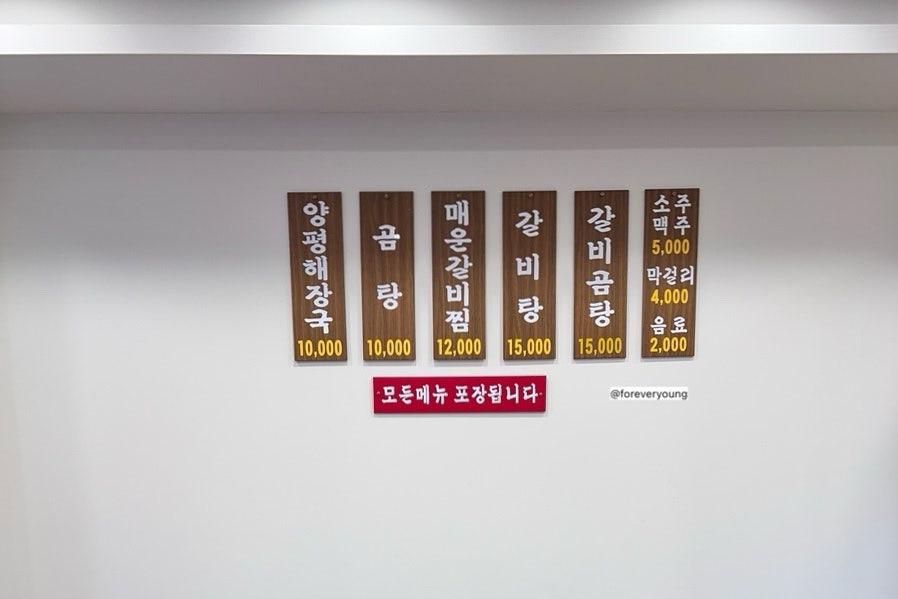 양평해장국
10,000
곰탕
10,000
매운갈비찜
12,000
갈비탕
15,000
갈비곰탕
15,000
소주
맥주
5,000
막걸리
4,000
음료
2,000
모든메뉴 포장됩니다
@foreveryoung